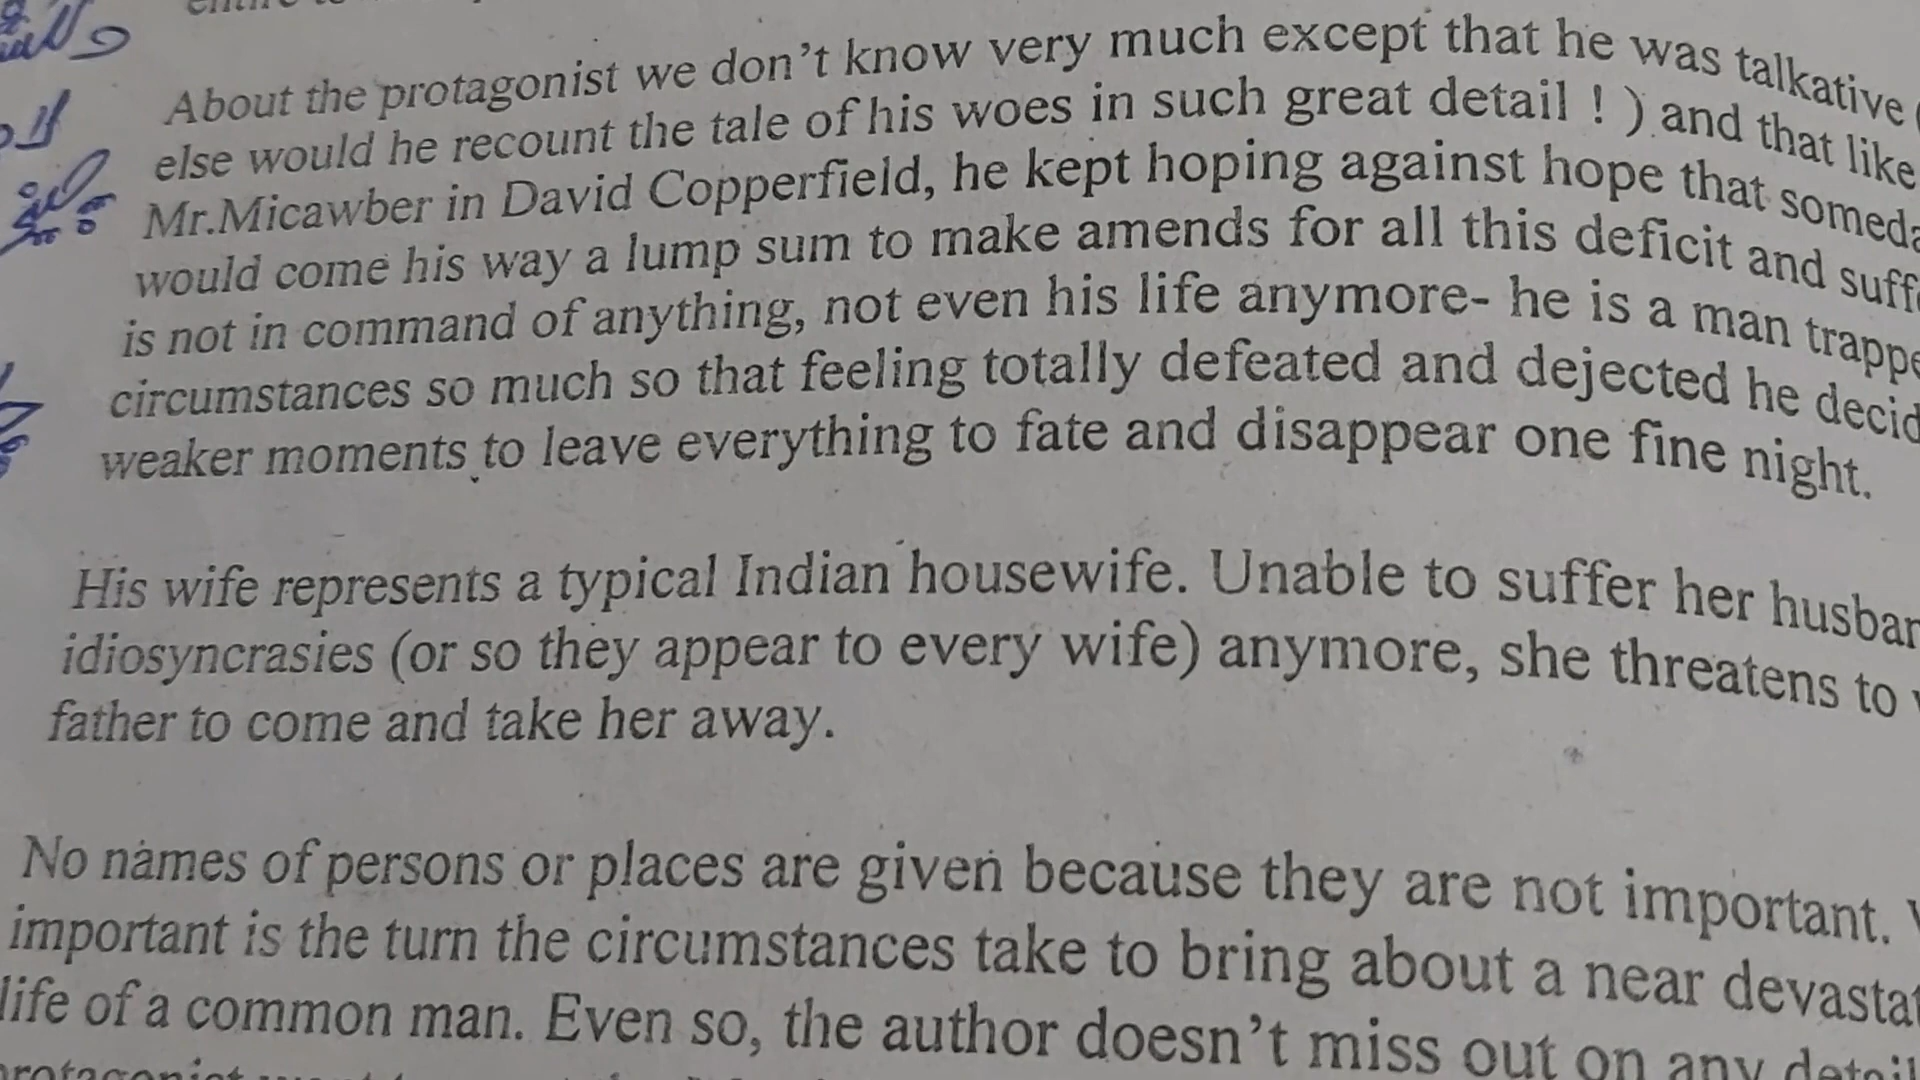 About the protagonist we don't know very much except that he was talkative (
else would he recount the tale of his woes in such great detail ! ) and that like
Mr.Micawber in David Copperfield, he kept hoping against hope that someda
would come his way a lump sum to make amends for all this deficit and suff
is not in command of anything, not even his life anymore- he is a man trappe
circumstances so much so that feeling totally defeated and dejected he decid
weaker moments to leave everything to fate and disappear one fine night.
His wife represents a typical Indian housewife. Unable to suffer her husban
idiosyncrasies (or so they appear to every wife) anymore, she threatens to
father to come and take her away.
No names of persons or places are given because they are not important.
important is the turn the circumstances take to bring about a near devastat
life of a common man. Even so, the author doesn't miss out on any detail